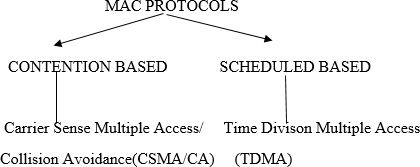 MAC PROTOCOLS
CONTENTION BASED
SCHEDULED BASED
Carrier Sense Multiple Access/
Collision Avoidance(CSMA/CA)
Time Divison Multiple Access
(TDMA)